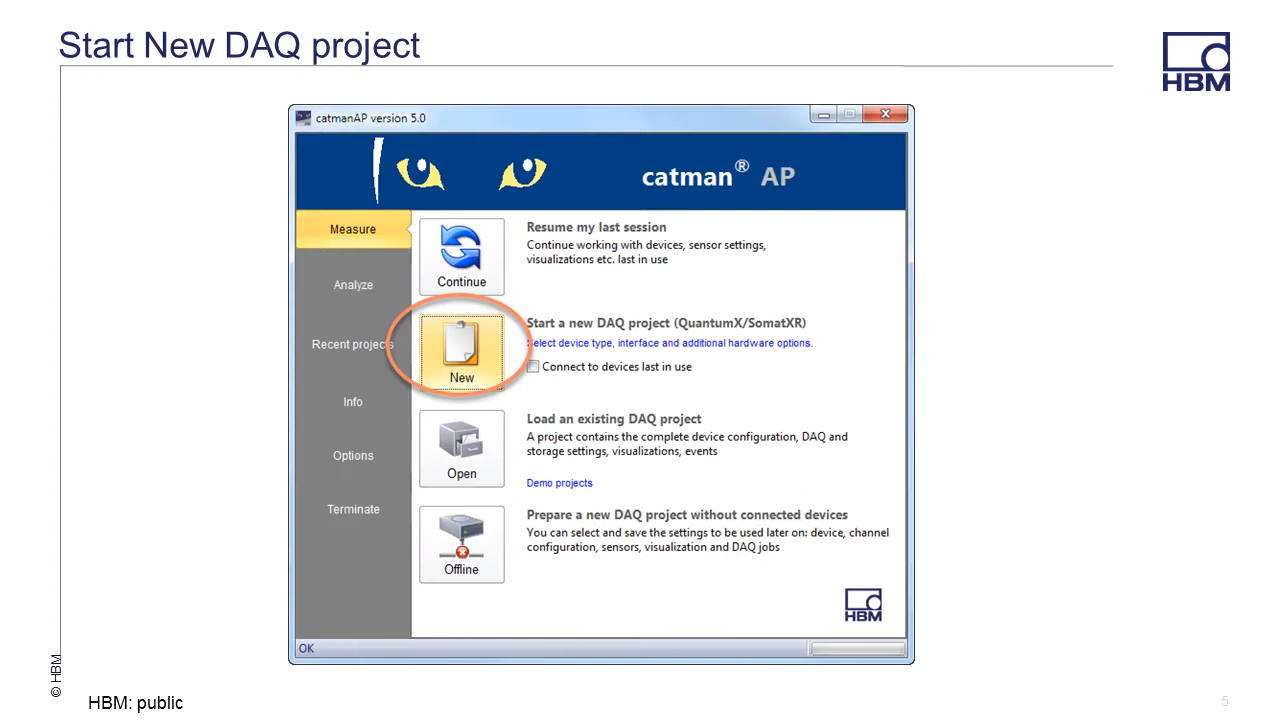 Start New DAQ project
HBM
catmanAP version 5.0
catman® AP
Measure
Analyze
Recent projects
Info
Options
Terminate
Continue
Resume my last session
Continue working with devices, sensor settings,
visualizations etc. last in use
New
Start a new DAQ project (QuantumX/SomatXR)
Select device type, interface and additional hardware options.
Connect to devices last in use
Open
Load an existing DAQ project
A project contains the complete device configuration, DAQ and
storage settings, visualizations, events
Demo projects
Offline
Prepare a new DAQ project without connected devices
You can select and save the settings to be used later on: device, channel
configuration, sensors, visualization and DAQ jobs
HBM
OK
© HBM
HBM: public
5